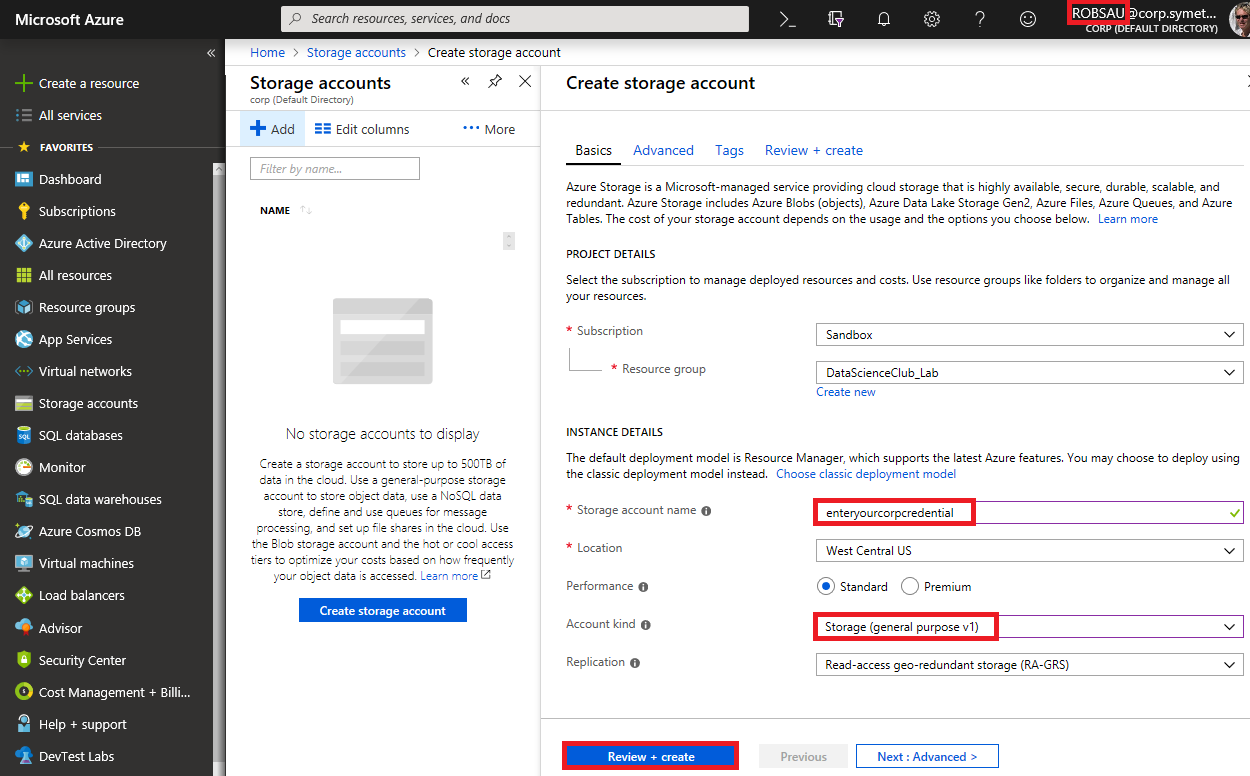 Microsoft Azure
Search resources, services, and docs
ROBSAU@corp.symet...
CORP (DEFAULT DIRECTORY)
Create a resource
All services
FAVORITES
Dashboard
Subscriptions
Azure Active Directory
All resources
Resource groups
App Services
Virtual networks
Storage accounts
SQL databases
Monitor
SQL data warehouses
Azure Cosmos DB
Virtual machines
Load balancers
Advisor
Security Center
Cost Management + Billi...
Help + support
DevTest Labs
Home > Storage accounts > Create storage account
Storage accounts
corp (Default Directory)
Add
Edit columns
More
Filter by name...
NAME
No storage accounts to display
Create a storage account to store up to 500TB of
data in the cloud. Use a general-purpose storage
account to store object data, use a NoSQL data
store, define and use queues for message
processing, and set up file shares in the cloud. Use
the Blob storage account and the hot or cool access
tiers to optimize your costs based on how frequently
your object data is accessed. Learn more
Create storage account
Create storage account
Basics Advanced Tags Review + create
Azure Storage is a Microsoft-managed service providing cloud storage that is highly available, secure, durable, scalable, and
redundant. Azure Storage includes Azure Blobs (objects), Azure Data Lake Storage Gen2, Azure Files, Azure Queues, and Azure
Tables. The cost of your storage account depends on the usage and the options you choose below. Learn more
PROJECT DETAILS
Select the subscription to manage deployed resources and costs. Use resource groups like folders to organize and manage all
your resources.
* Subscription
Sandbox
* Resource group
DataScienceClub_Lab
Create new
INSTANCE DETAILS
The default deployment model is Resource Manager, which supports the latest Azure features. You may choose to deploy using
the classic deployment model instead. Choose classic deployment model
* Storage account name
enteryourcorpcredential
* Location
West Central US
Performance
Standard Premium
Account kind
Storage (general purpose v1)
Replication
Read-access geo-redundant storage (RA-GRS)
Review + create
Previous
Next : Advanced >